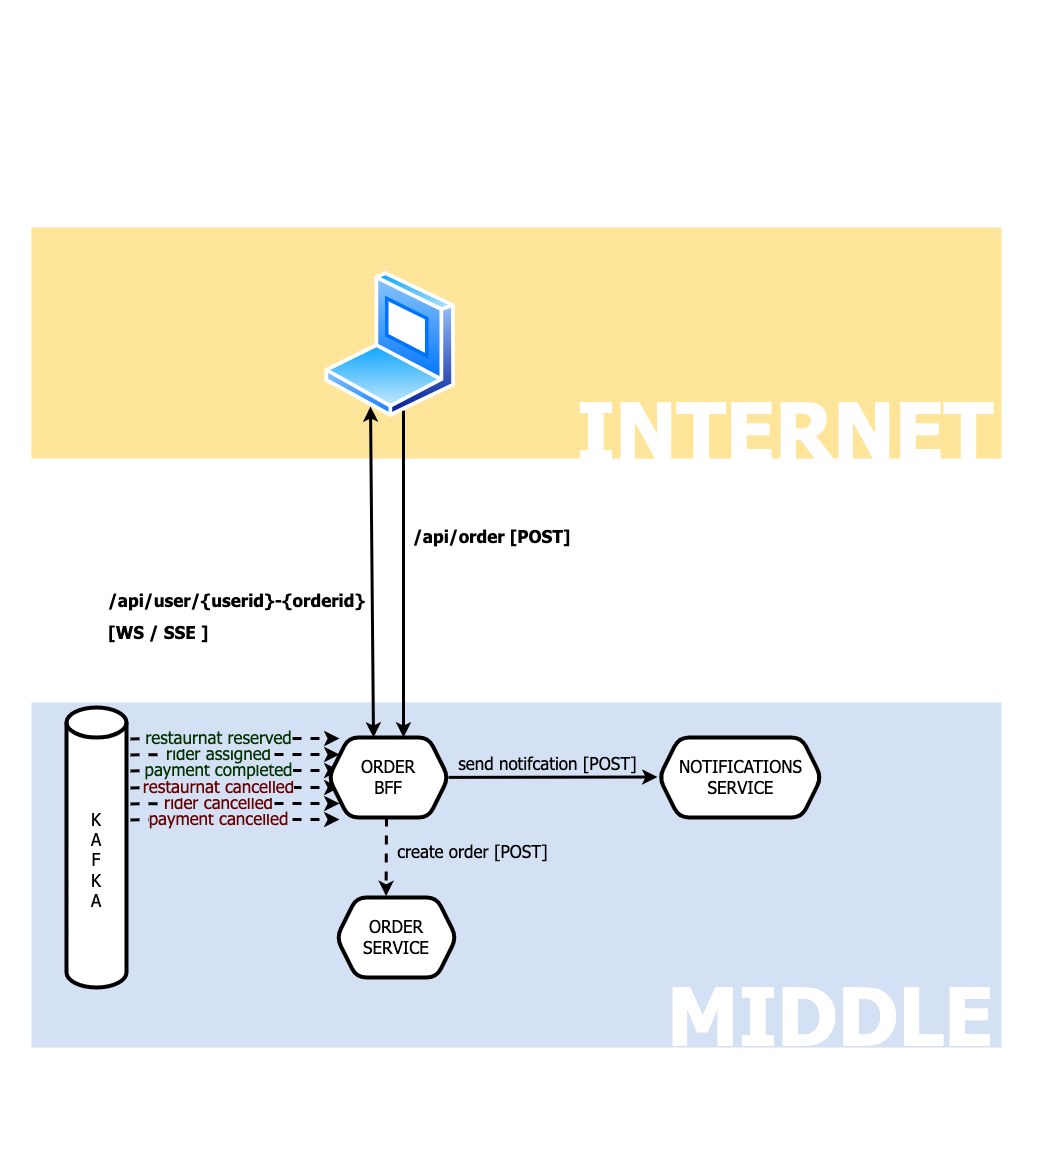 INTERNET
/api/order [POST]
/api/user/{userid}-{orderid}
[WS / SSE ]
restaurnat reserved
rider assigned
payment completed
restaurnat cancelled
rider cancelled
payment cancelled
ORDER
BFF
send notifcation [POST]
NOTIFICATIONS
SERVICE
K
A
F
K
A
create order [POST]
ORDER
SERVICE
MIDDLE